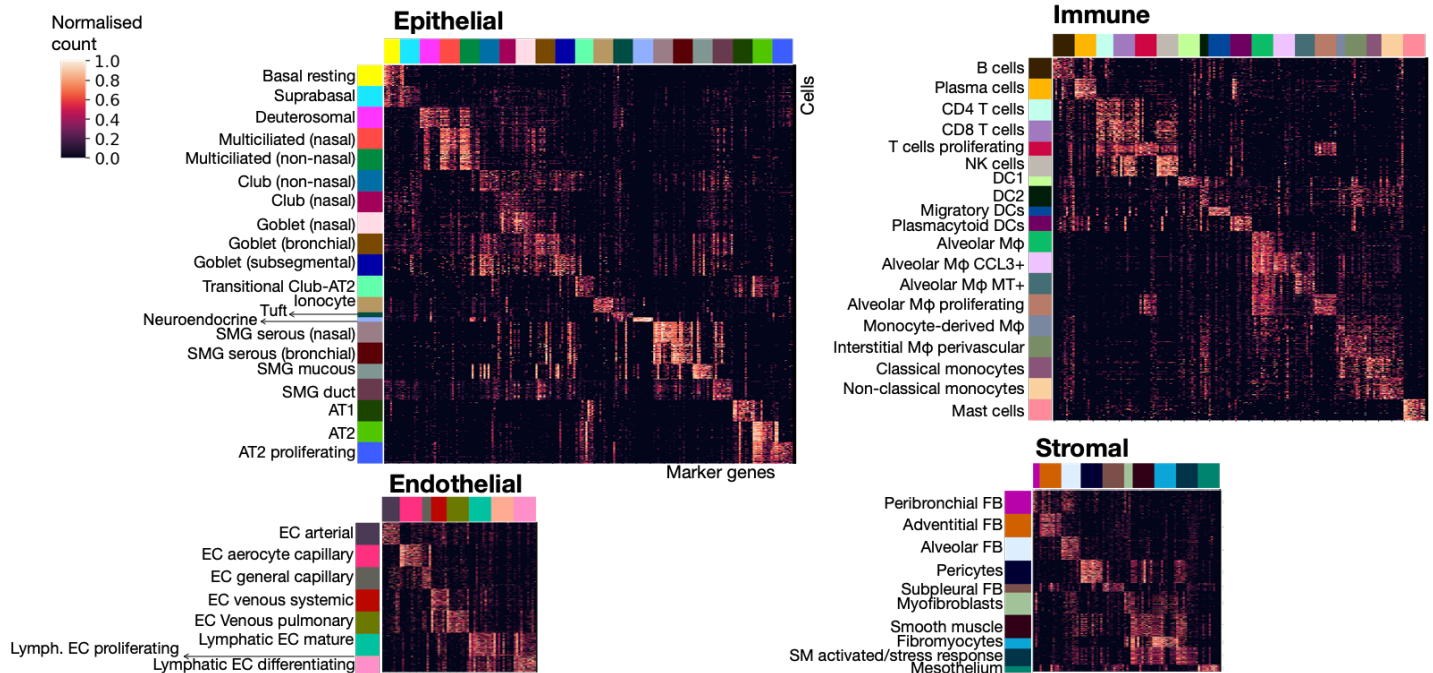 Normalised
count
1.0
0.8
0.6
0.4
0.2
0.0
Epithelial
Basal resting
Suprabasal
Deuterosomal
Multiciliated (nasal)
Multiciliated (non-nasal)
Club (non-nasal)
Club (nasal)
Goblet (nasal)
Goblet (bronchial)
Goblet (subsegmental)
Transitional Club-AT2
Ionocyte
Tuft
Neuroendocrine
SMG serous (nasal)
SMG serous (bronchial)
SMG mucous
SMG duct
AT1
AT2
AT2 proliferating
Cells
Marker genes
Immune
B cells
Plasma cells
CD4 T cells
CD8 T cells
T cells proliferating
NK cells
DC1
DC2
Migratory DCs
Plasmacytoid DCs
Alveolar Mφ
Alveolar Mφ CCL3+
Alveolar Mφ MT+
Alveolar Mφ proliferating
Monocyte-derived Mφ
Interstitial Mφ perivascular
Classical monocytes
Non-classical monocytes
Mast cells
Endothelial
EC arterial
EC aerocyte capillary
EC general capillary
EC venous systemic
EC Venous pulmonary
Lymphatic EC mature
Lymph. EC proliferating
Lymphatic EC differentiating
Stromal
Peribronchial FB
Adventitial FB
Alveolar FB
Pericytes
Subpleural FB
Myofibroblasts
Smooth muscle
Fibromyocytes
SM activated/stress response
Mesothelium